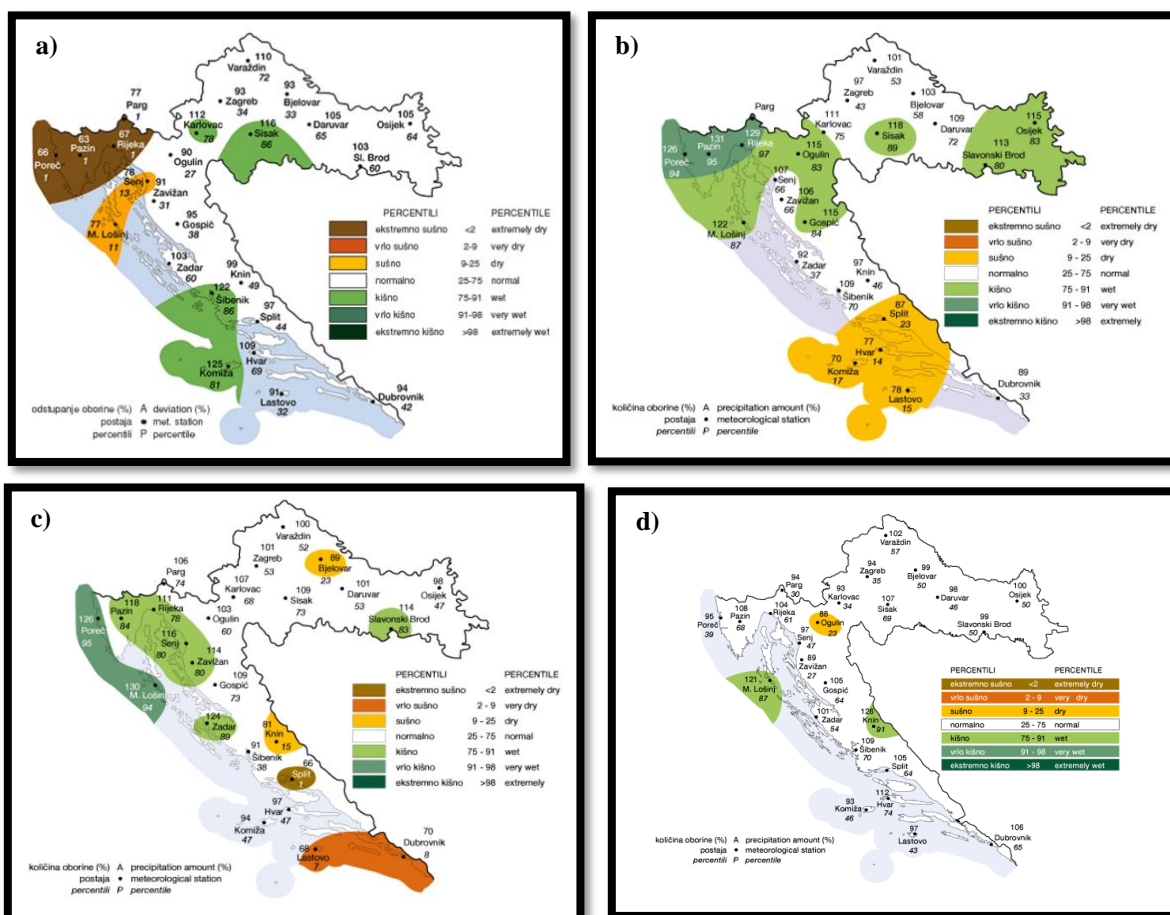 a)
110
Varaždin
72
93
Zagreb
34
93
Bjelovar
33
77
Parg
1
112
Karlovac
78
116
Sisak
86
105
Daruvar
65
105
Osijek
64
103
Sl. Brod
60
66
Poreč
1
63
Pazin
1
67
Rijeka
1
90
Ogulin
27
78
Senj
13
91
Zavižan
31
77
M. Lošinj
11
95
Gospić
38
103
Zadar
60
99
Knin
49
122
Šibenik
86
97
Split
44
109
Hvar
69
125
Komiža
81
91
Lastovo
32
94
Dubrovnik
42
PERCENTILI PERCENTILE
ekstremno sušno <2 extremely dry
vrlo sušno 2-9 very dry
sušno 9-25 dry
normalno 25-75 normal
kišno 75-91 wet
vrlo kišno 91-98 very wet
ekstremno kišno >98 extremely wet
odstupanje oborine (%) A deviation (%)
postaja met. station
percentili P percentile
b)
101
Varaždin
53
97
Zagreb
43
103
Bjelovar
58
Parg
111
Karlovac
75
118
Sisak
89
109
Daruvar
72
115
Osijek
83
113
Slavonski Brod
80
126
Poreč
94
131
Pazin
95
129
Rijeka
97
115
Ogulin
83
107
Senj
66
106
Zavižan
66
122
M. Lošinj
87
115
Gospić
84
92
Zadar
37
97
Knin
46
109
Šibenik
70
87
Split
23
77
Hvar
14
70
Komiža
17
78
Lastovo
15
89
Dubrovnik
33
PERCENTILI PERCENTILE
ekstremno sušno <2 extremely dry
vrlo sušno 2 - 9 very dry
sušno 9 - 25 dry
normalno 25 - 75 normal
kišno 75 - 91 wet
vrlo kišno 91 - 98 very wet
ekstremno kišno >98 extremely
količina oborine (%) A precipitation amount (%)
postaja meteorological station
percentili P percentile
c)
100
Varaždin
52
101
Zagreb
53
89
Bjelovar
23
106
Parg
74
107
Karlovac
68
109
Sisak
73
101
Daruvar
53
98
Osijek
47
114
Slavonski Brod
83
126
Poreč
95
118
Pazin
84
111
Rijeka
78
103
Ogulin
60
116
Senj
80
114
Zavižan
80
130
M. Lošinj
94
109
Gospić
73
124
Zadar
89
81
Knin
15
91
Šibenik
38
66
Split
1
97
Hvar
47
94
Komiža
47
68
Lastovo
7
70
Dubrovnik
8
PERCENTILI PERCENTILE
ekstremno sušno <2 extremely dry
vrlo sušno 2 - 9 very dry
sušno 9 - 25 dry
normalno 25 - 75 normal
kišno 75 - 91 wet
vrlo kišno 91 - 98 very wet
ekstremno kišno >98 extremely
količina oborine (%) A precipitation amount (%)
postaja meteorological station
percentili P percentile
d)
102
Varaždin
57
94
Zagreb
35
99
Bjelovar
50
94
Parg
30
93
Karlovac
34
107
Sisak
69
98
Daruvar
46
100
Osijek
50
99
Slavonski Brod
50
95
Poreč
39
108
Pazin
68
104
Rijeka
61
88
Ogulin
23
97
Senj
47
89
Zavižan
27
121
M. Lošinj
87
105
Gospić
64
101
Zadar
54
126
Knin
91
109
Šibenik
70
105
Split
64
112
Hvar
74
93
Komiža
46
97
Lastovo
43
106
Dubrovnik
65
PERCENTILI PERCENTILE
ekstremno sušno <2 extremely dry
vrlo sušno 2 - 9 very dry
sušno 9 - 25 dry
normalno 25 - 75 normal
kišno 75 - 91 wet
vrlo kišno 91 - 98 very wet
ekstremno kišno >98 extremely wet
količina oborine (%) A precipitation amount (%)
postaja meteorological station
percentili P percentile